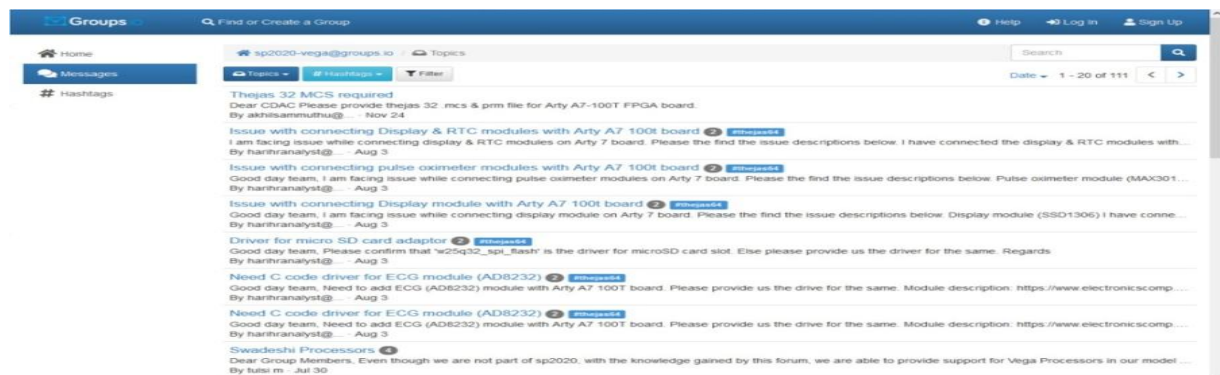 Groups.io Find or Create a Group Help Log In Sign Up
Home
Messages
# Hashtags
sp2020-vega@groups.io / Topics Search
Topics # Hashtags Filter Date 1 - 20 of 111 < >
Thejas 32 MCS required
Dear CDAC Please provide thejas 32 .mcs & prm file for Arty A7-100T FPGA board.
By akhilsammuthu@... · Nov 24
Issue with connecting Display & RTC modules with Arty A7 100t board 2 #thejas64
I am facing issue while connecting display & RTC modules on Arty 7 board. Please the find the issue descriptions below. I have connected the display & RTC modules with...
By harihranalyst@... · Aug 3
Issue with connecting pulse oximeter modules with Arty A7 100t board 2 #thejas64
Good day team, I am facing issue while connecting pulse oximeter modules on Arty 7 board. Please the find the issue descriptions below. Pulse oximeter module (MAX301...
By harihranalyst@... · Aug 3
Issue with connecting Display module with Arty A7 100t board 2 #thejas64
Good day team, I am facing issue while connecting display module on Arty 7 board. Please the find the issue descriptions below. Display module (SSD1306) I have conne...
By harihranalyst@... · Aug 3
Driver for micro SD card adaptor 2 #thejas64
Good day team, Please confirm that 'w25q32_spi_flash' is the driver for microSD card slot. Else please provide us the driver for the same. Regards
By harihranalyst@... · Aug 3
Need C code driver for ECG module (AD8232) 2 #thejas64
Good day team, Need to add ECG (AD8232) module with Arty A7 100T board. Please provide us the drive for the same. Module description: https://www.electronicscomp....
By harihranalyst@... · Aug 3
Need C code driver for ECG module (AD8232) 2 #thejas64
Good day team, Need to add ECG (AD8232) module with Arty A7 100T board. Please provide us the drive for the same. Module description: https://www.electronicscomp....
By harihranalyst@... · Aug 3
Swadeshi Processors 4
Dear Group Members, Even though we are not part of sp2020, with the knowledge gained by this forum, we are able to provide support for Vega Processors in our model ...
By tulsi m · Jul 30